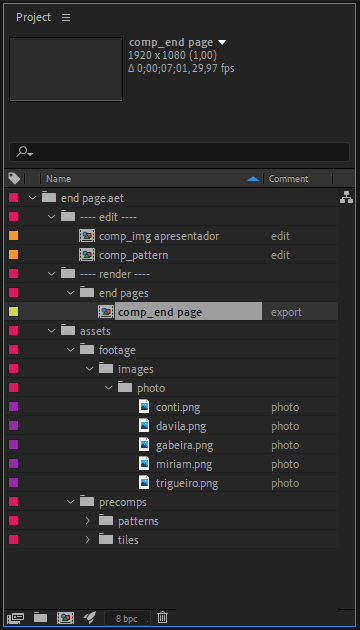 Project
comp_end page
1920 x 1080 (1,00)
Δ 0;00;07;01, 29,97 fps
Name Comment
end page.aet
---- edit ----
comp_img apresentador edit
comp_pattern edit
---- render ----
end pages
comp_end page export
assets
footage
images
photo
conti.png photo
davila.png photo
gabeira.png photo
miriam.png photo
trigueiro.png photo
precomps
patterns
tiles
8 bpc